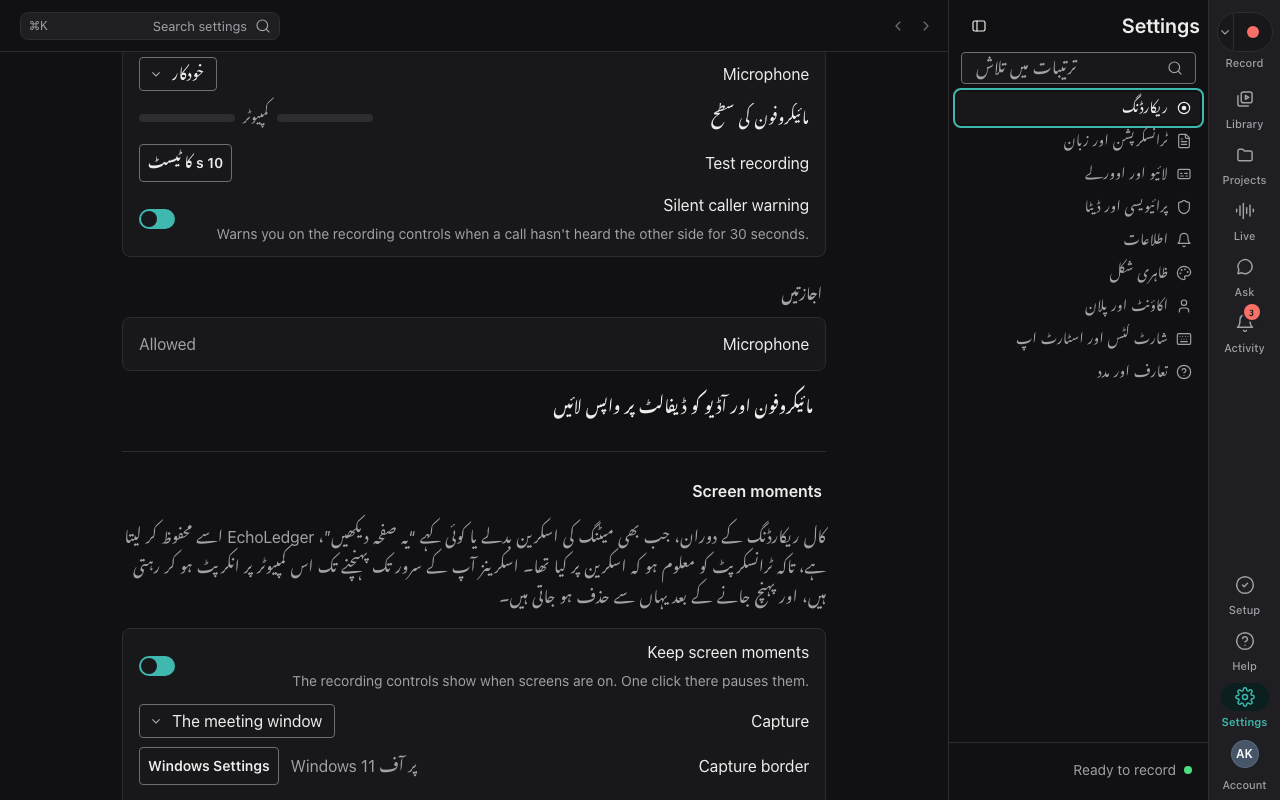 Record
Library
Projects
Live
Ask
3
Activity
Setup
Help
Settings
AK
Account
Settings
ترتیبات میں تلاش
ریکارڈنگ
ٹرانسکرپشن اور زبان
لائیو اور اوورلے
پرائیویسی اور ڈیٹا
اطلاعات
ظاہری شکل
اکاؤنٹ اور پلان
شارٹ کٹس اور اسٹارٹ اپ
تعارف اور مدد
Ready to record
Search settings ⌘K
Microphone خودکار
مائیکروفون کی سطح کمپیوٹر
Test recording 10 s کا ٹیسٹ
Silent caller warning
Warns you on the recording controls when a call hasn't heard the other side for 30 seconds.
اجازتیں
Microphone Allowed
مائیکروفون اور آڈیو کو ڈیفالٹ پر واپس لائیں
Screen moments
کال ریکارڈنگ کے دوران، جب بھی میٹنگ کی اسکرین بدلے یا کوئی کہے “یہ صفحہ دیکھیں”، EchoLedger اسے محفوظ کر لیتا
ہے، تاکہ ٹرانسکرپٹ کو معلوم ہو کہ اسکرین پر کیا تھا۔ اسکرینز آپ کے سرور تک پہنچنے تک اس کمپیوٹر پر انکرپٹ ہو کر رہتی
ہیں، اور پہنچ جانے کے بعد یہاں سے حذف ہو جاتی ہیں۔
Keep screen moments
The recording controls show when screens are on. One click there pauses them.
Capture The meeting window
Capture border Windows 11 پر آف Windows Settings